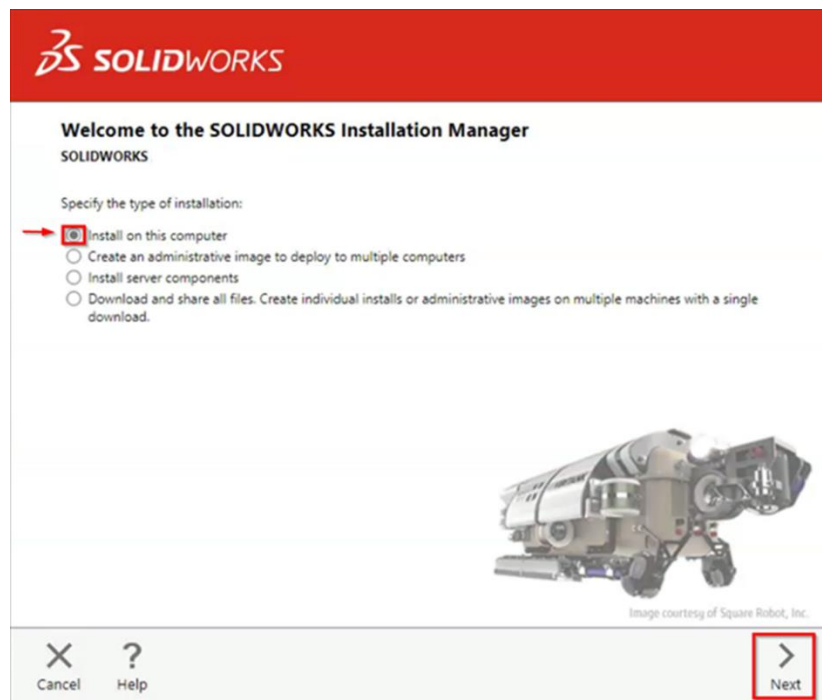 SOLIDWORKS
Welcome to the SOLIDWORKS Installation Manager
SOLIDWORKS
Specify the type of installation:
Install on this computer
Create an administrative image to deploy to multiple computers
Install server components
Download and share all files. Create individual installs or administrative images on multiple machines with a single
download.
Image courtesy of Square Robot, Inc.
Cancel
Help
Next